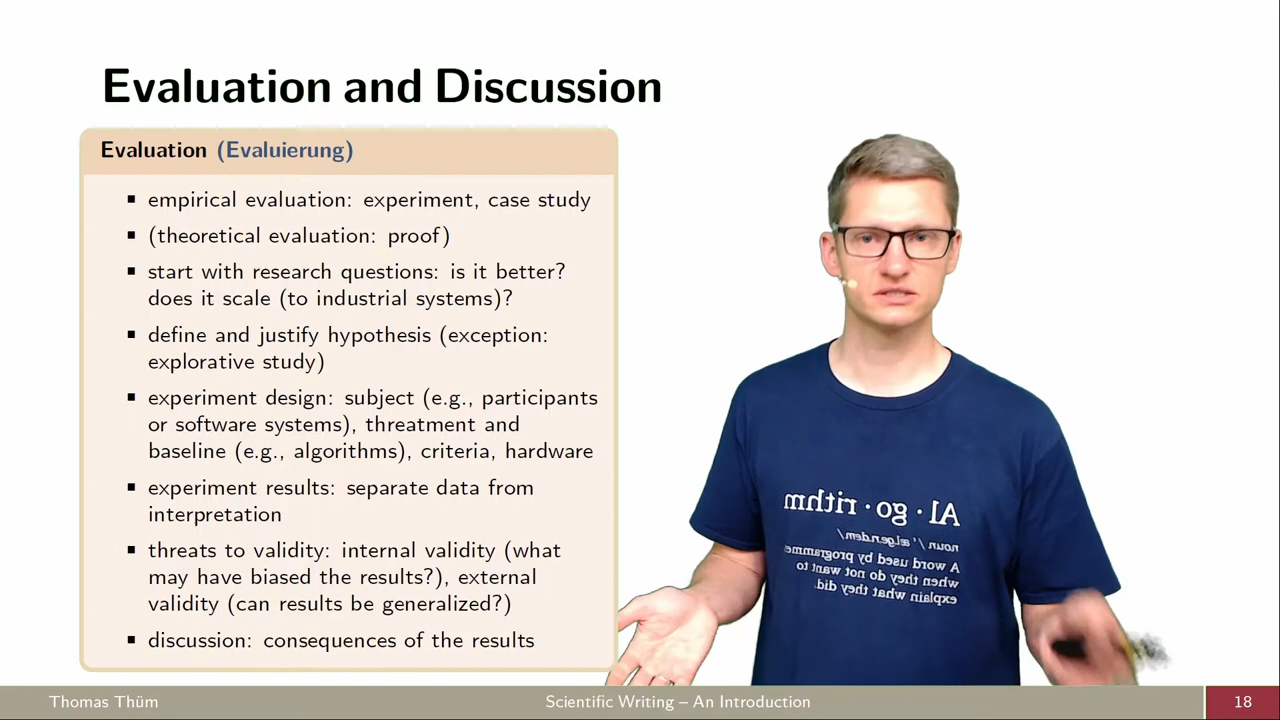 Evaluation and Discussion
Evaluation (Evaluierung)
▪ empirical evaluation: experiment, case study
▪ (theoretical evaluation: proof)
▪ start with research questions: is it better?
does it scale (to industrial systems)?
▪ define and justify hypothesis (exception:
explorative study)
▪ experiment design: subject (e.g., participants
or software systems), threatment and
baseline (e.g., algorithms), criteria, hardware
▪ experiment results: separate data from
interpretation
▪ threats to validity: internal validity (what
may have biased the results?), external
validity (can results be generalized?)
▪ discussion: consequences of the results
Al·go·rithm
noun
A word used by programme
when they do not want to
explain what they did.
Thomas Thüm
Scientific Writing – An Introduction
18